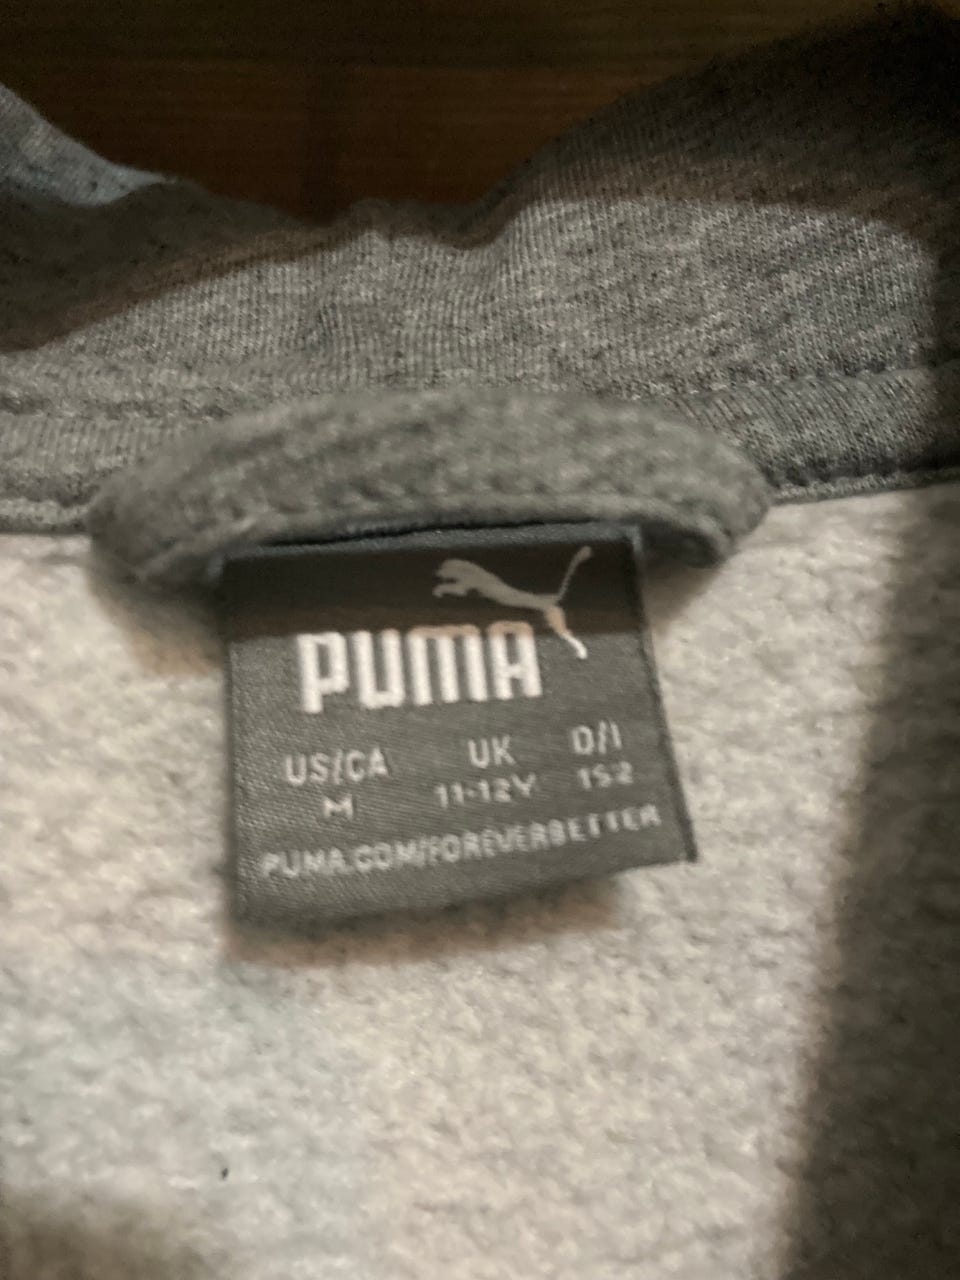 PUMA
US/CA UK D/I
M 11-12Y 152
PUMA.COM/FOREVERBETTER